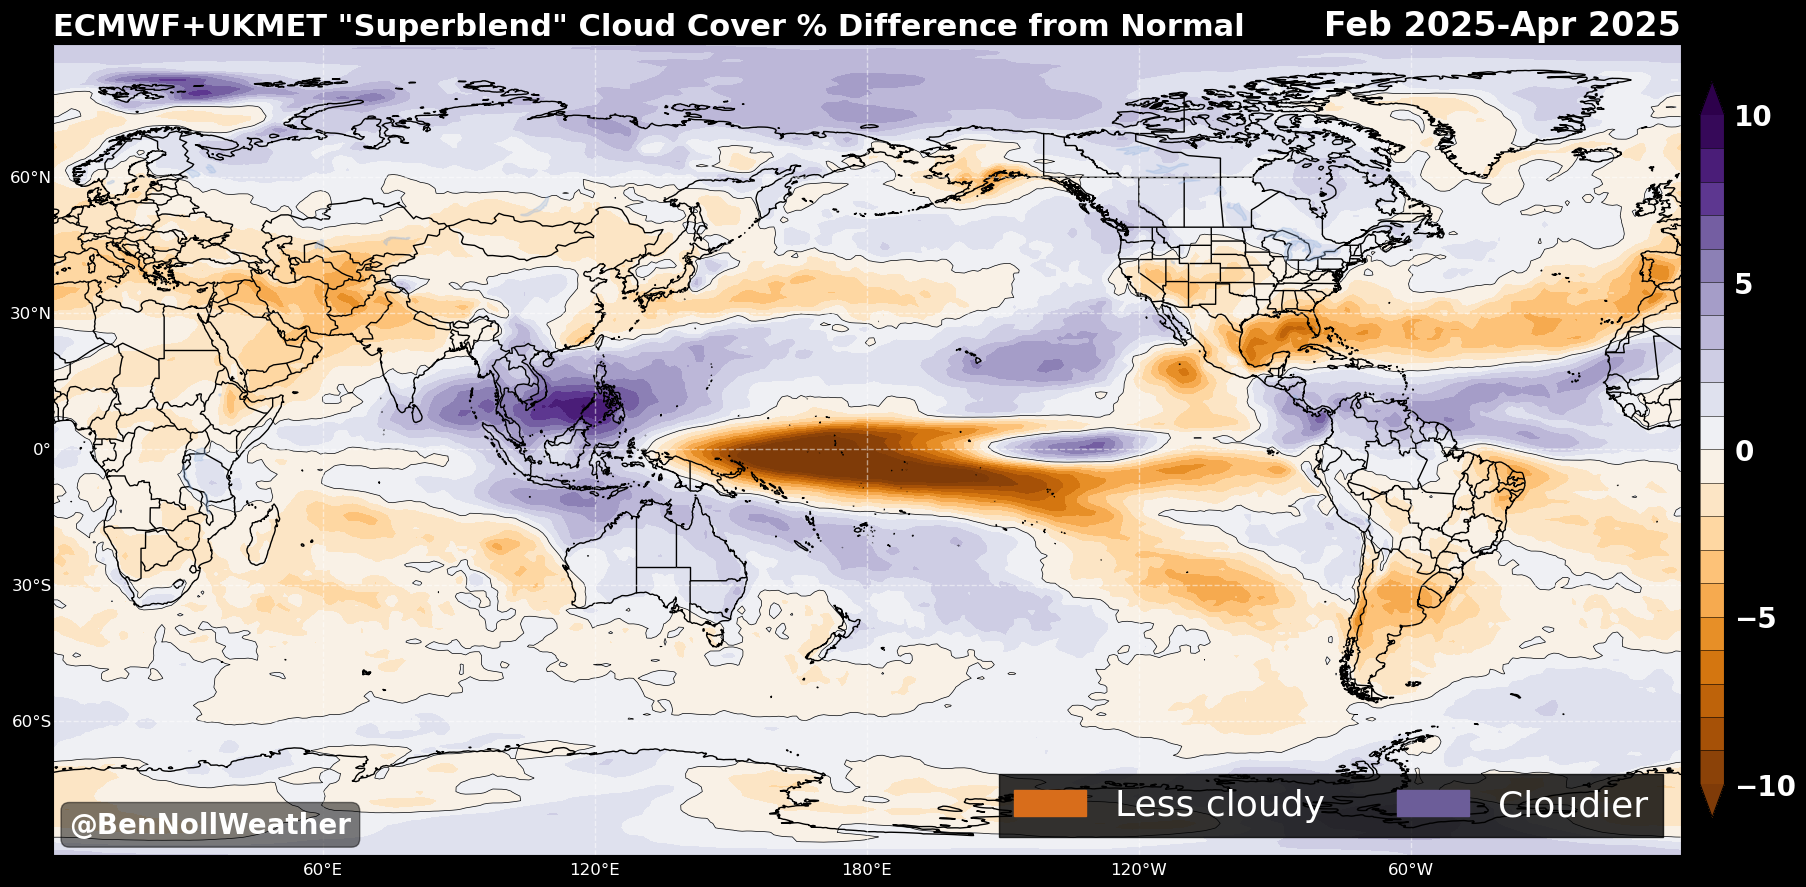 ECMWF+UKMET "Superblend" Cloud Cover % Difference from Normal
Feb 2025-Apr 2025
10
5
0
−5
−10
60°N
30°N
0°
30°S
60°S
60°E
120°E
180°E
120°W
60°W
Less cloudy
Cloudier
@BenNollWeather